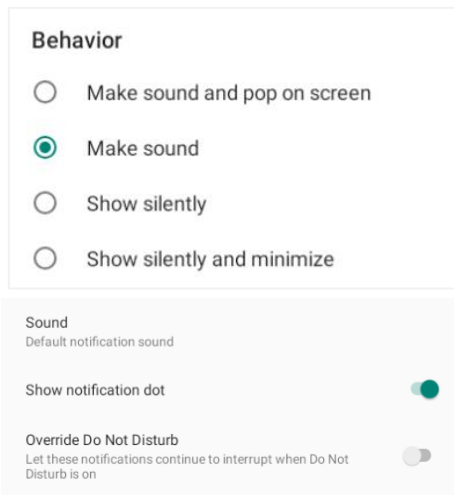 Behavior
Make sound and pop on screen
Make sound
Show silently
Show silently and minimize
Sound
Default notification sound
Show notification dot
Override Do Not Disturb
Let these notifications continue to interrupt when Do Not
Disturb is on